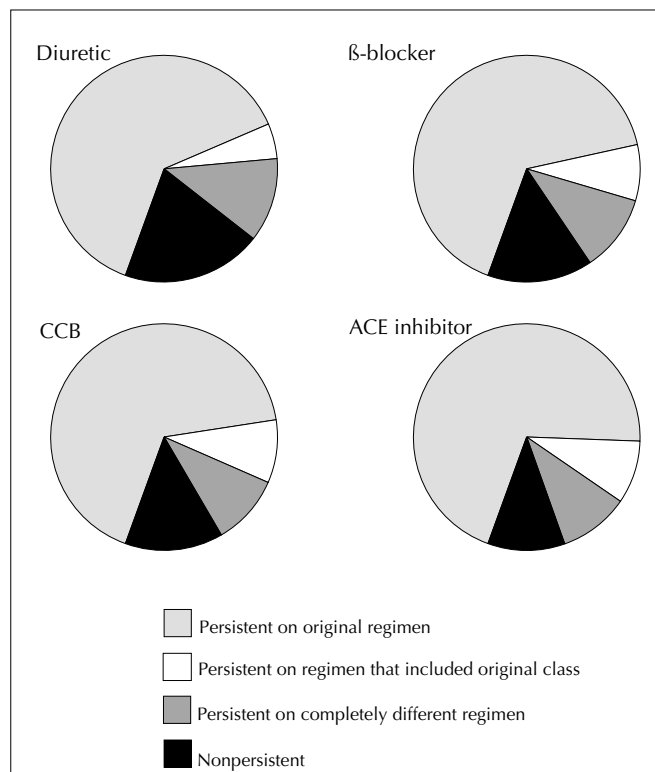 Diuretic
ß-blocker
CCB
ACE inhibitor
Persistent on original regimen
Persistent on regimen that included original class
Persistent on completely different regimen
Nonpersistent